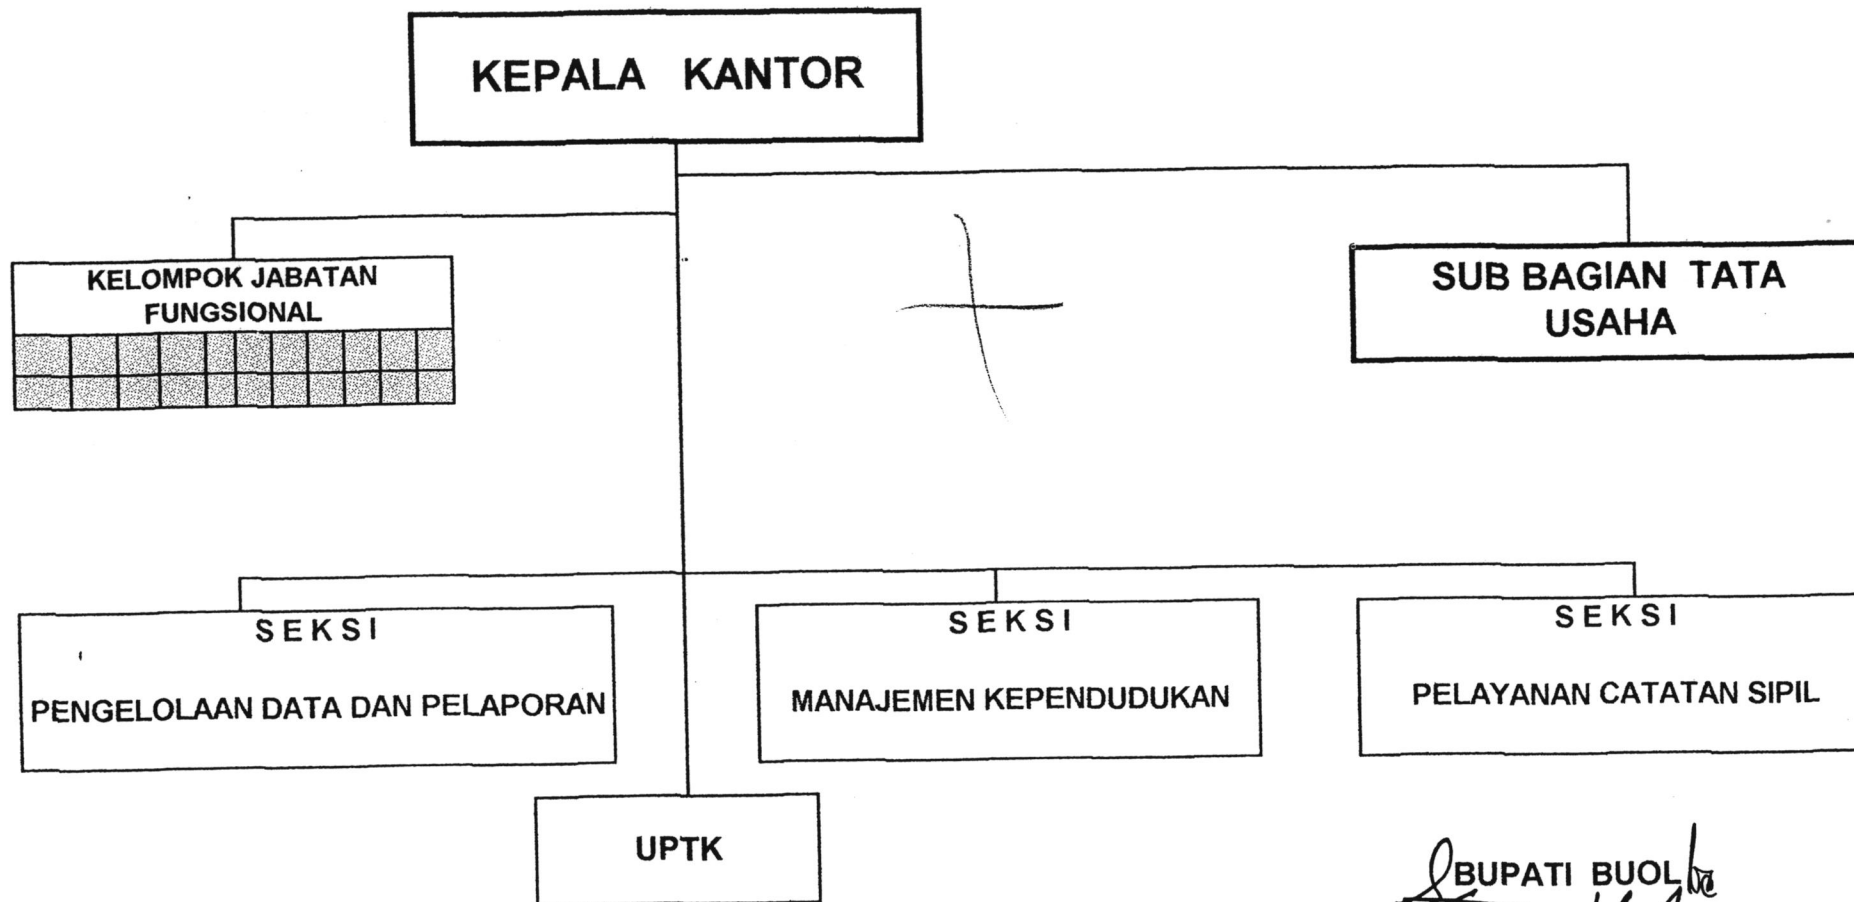 KEPALA KANTOR
KELOMPOK JABATAN
FUNGSIONAL
SUB BAGIAN TATA
USAHA
SEKSI
PENGELOLAAN DATA DAN PELAPORAN
SEKSI
MANAJEMEN KEPENDUDUKAN
SEKSI
PELAYANAN CATATAN SIPIL
UPTK
BUPATI BUOL